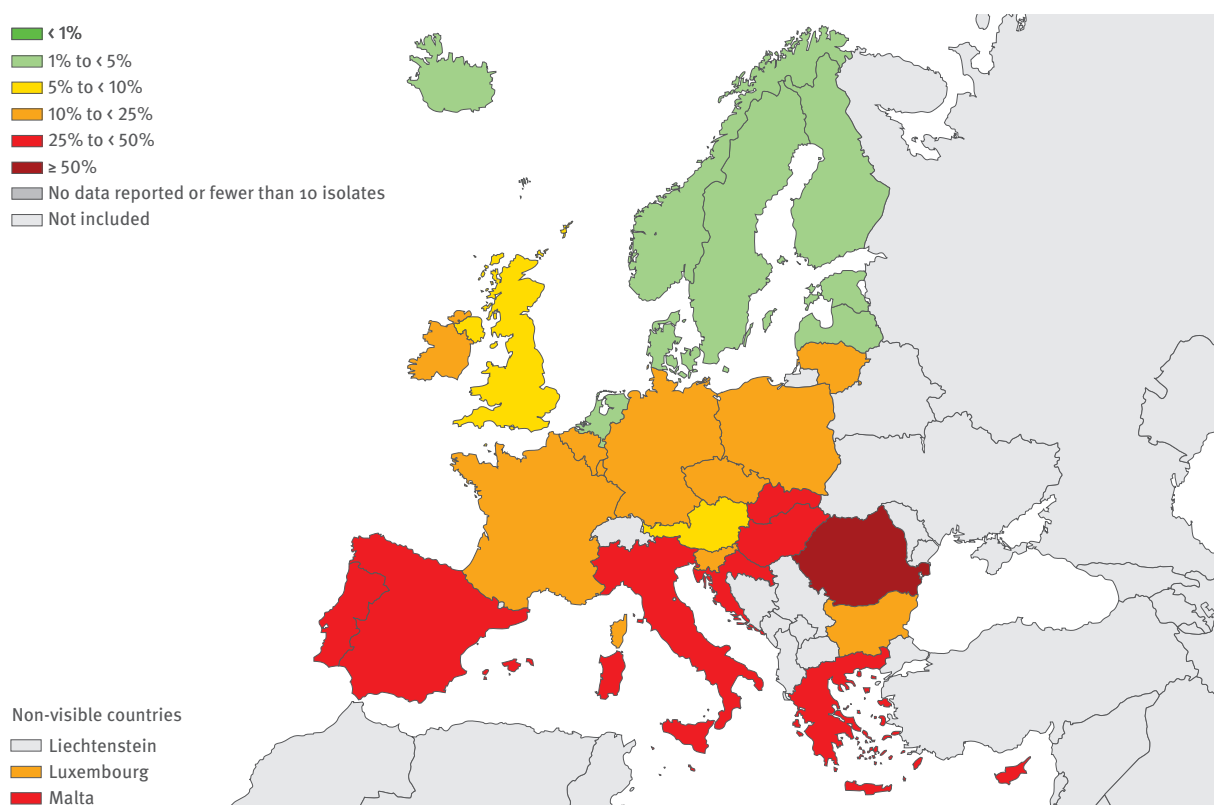 < 1%
1% to < 5%
5% to < 10%
10% to < 25%
25% to < 50%
≥ 50%
No data reported or fewer than 10 isolates
Not included
Non-visible countries
Liechtenstein
Luxembourg
Malta